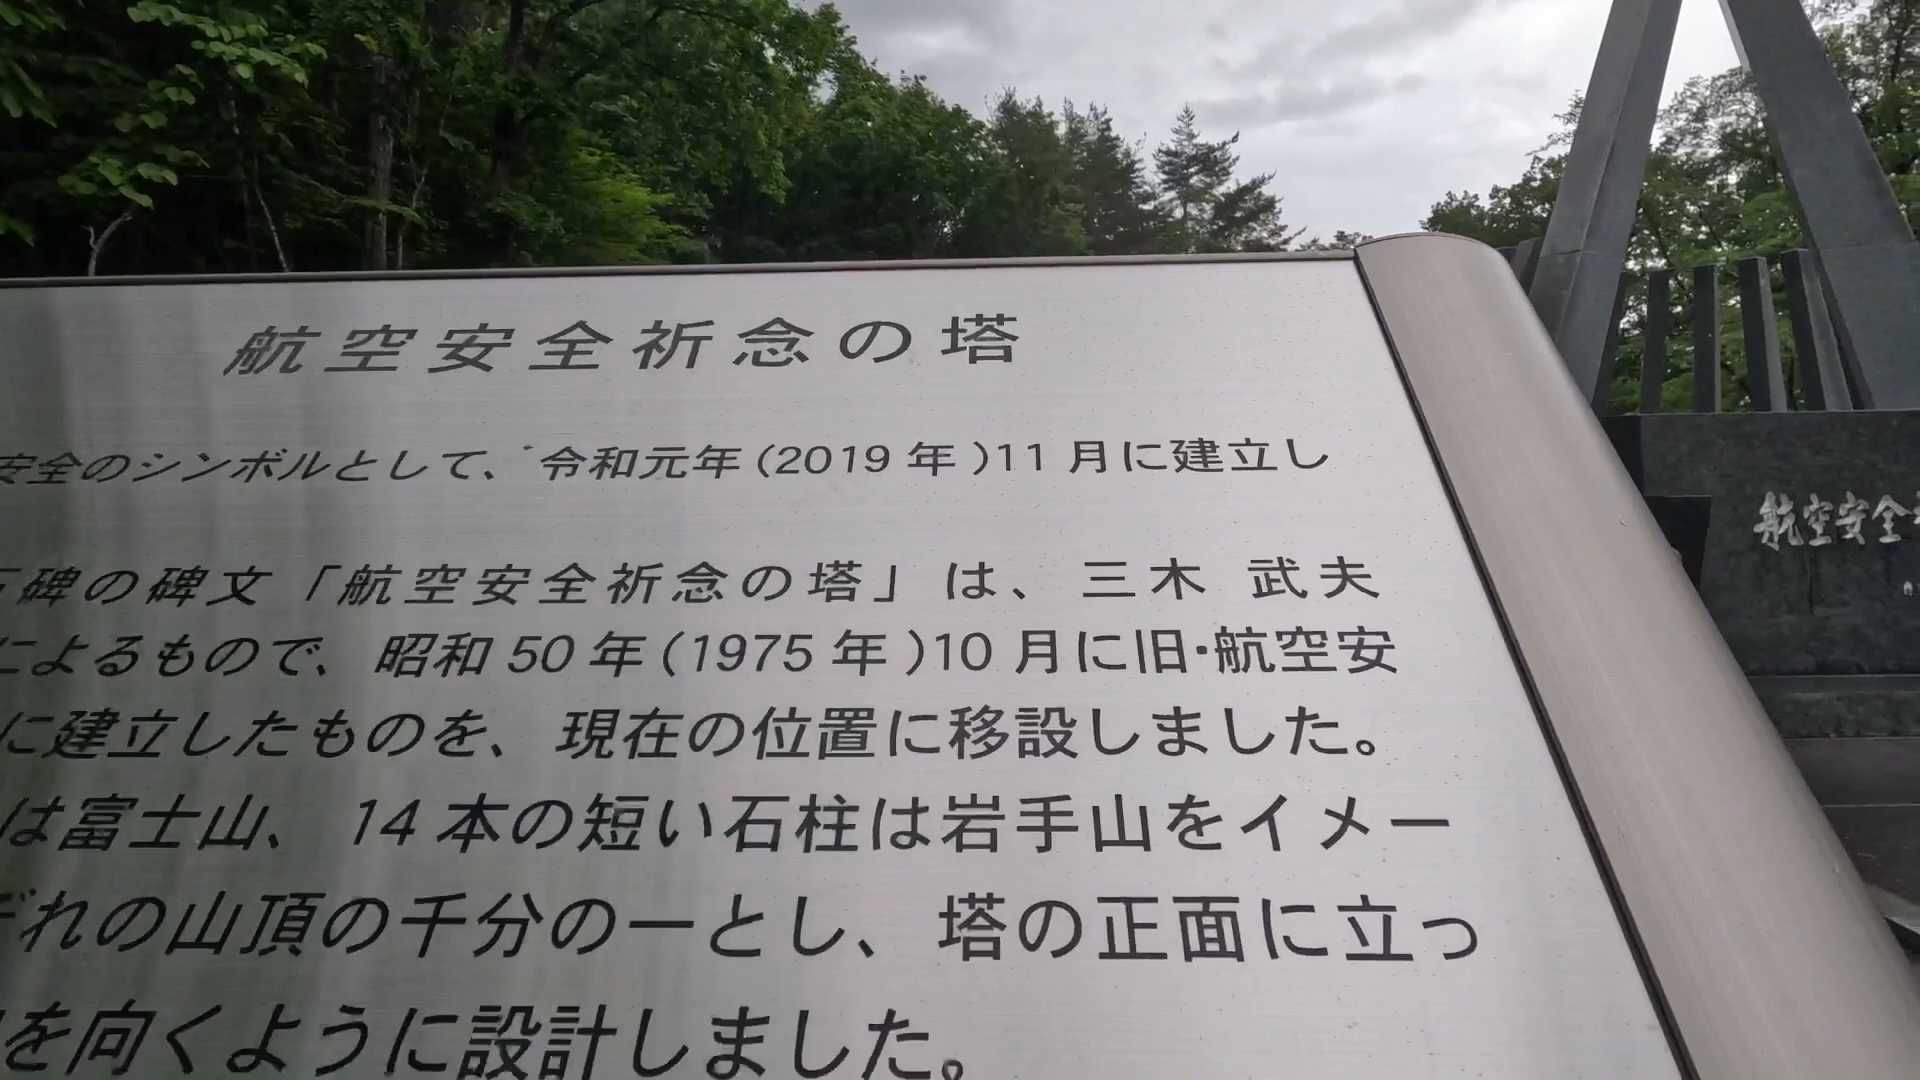 航空安全祈念の塔
安全のシンボルとして、令和元年(2019年)11月に建立し
碑の碑文「航空安全祈念の塔」は、三木 武夫
によるもので、昭和50年(1975年)10月に旧・航空安
に建立したものを、現在の位置に移設しました。
は富士山、14本の短い石柱は岩手山をイメー
ぞれの山頂の千分の一とし、塔の正面に立っ
を向くように設計しました。
航空安全